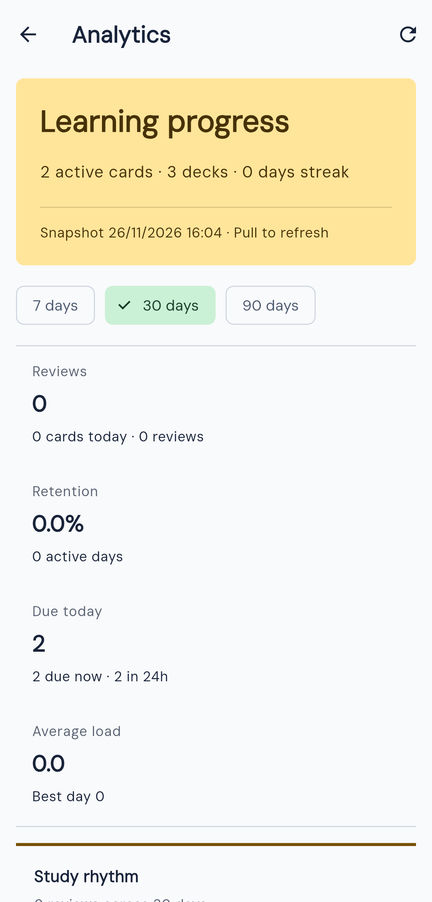 Analytics
Learning progress
2 active cards · 3 decks · 0 days streak
Snapshot 26/11/2026 16:04 · Pull to refresh
7 days
30 days
90 days
Reviews
0
0 cards today · 0 reviews
Retention
0.0%
0 active days
Due today
2
2 due now · 2 in 24h
Average load
0.0
Best day 0
Study rhythm